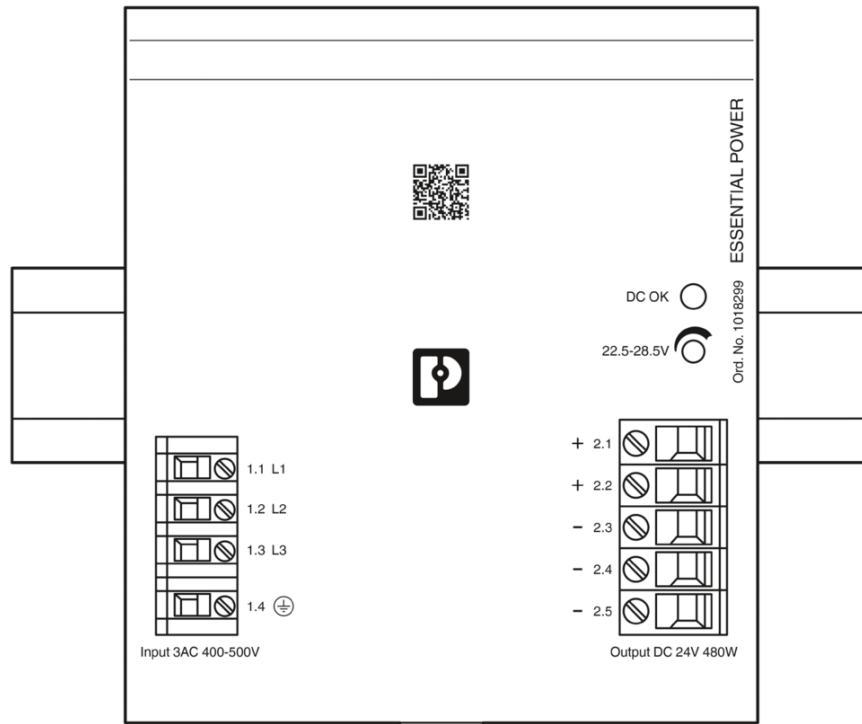 ESSENTIAL POWER
Ord. No. 1018299
DC OK
22.5-28.5V
1.1 L1
1.2 L2
1.3 L3
1.4
Input 3AC 400-500V
+ 2.1
+ 2.2
- 2.3
- 2.4
- 2.5
Output DC 24V 480W